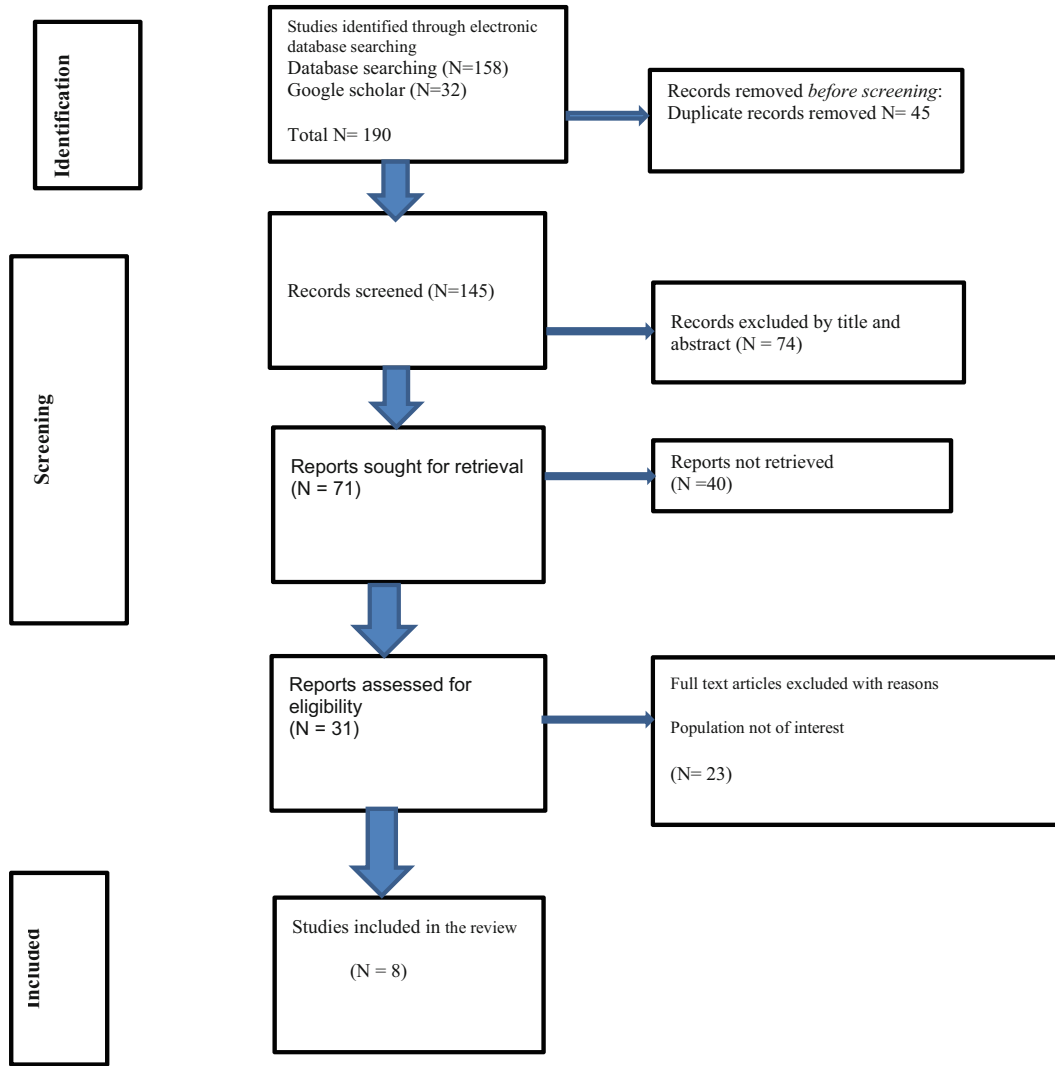 Identification
Studies identified through electronic
database searching
Database searching (N=158)
Google scholar (N=32)
Total N= 190
Records removed before screening:
Duplicate records removed N= 45
Screening
Records screened (N=145)
Records excluded by title and
abstract (N = 74)
Reports sought for retrieval
(N = 71)
Reports not retrieved
(N =40)
Reports assessed for
eligibility
(N = 31)
Full text articles excluded with reasons
Population not of interest
(N= 23)
Included
Studies included in the review
(N = 8)